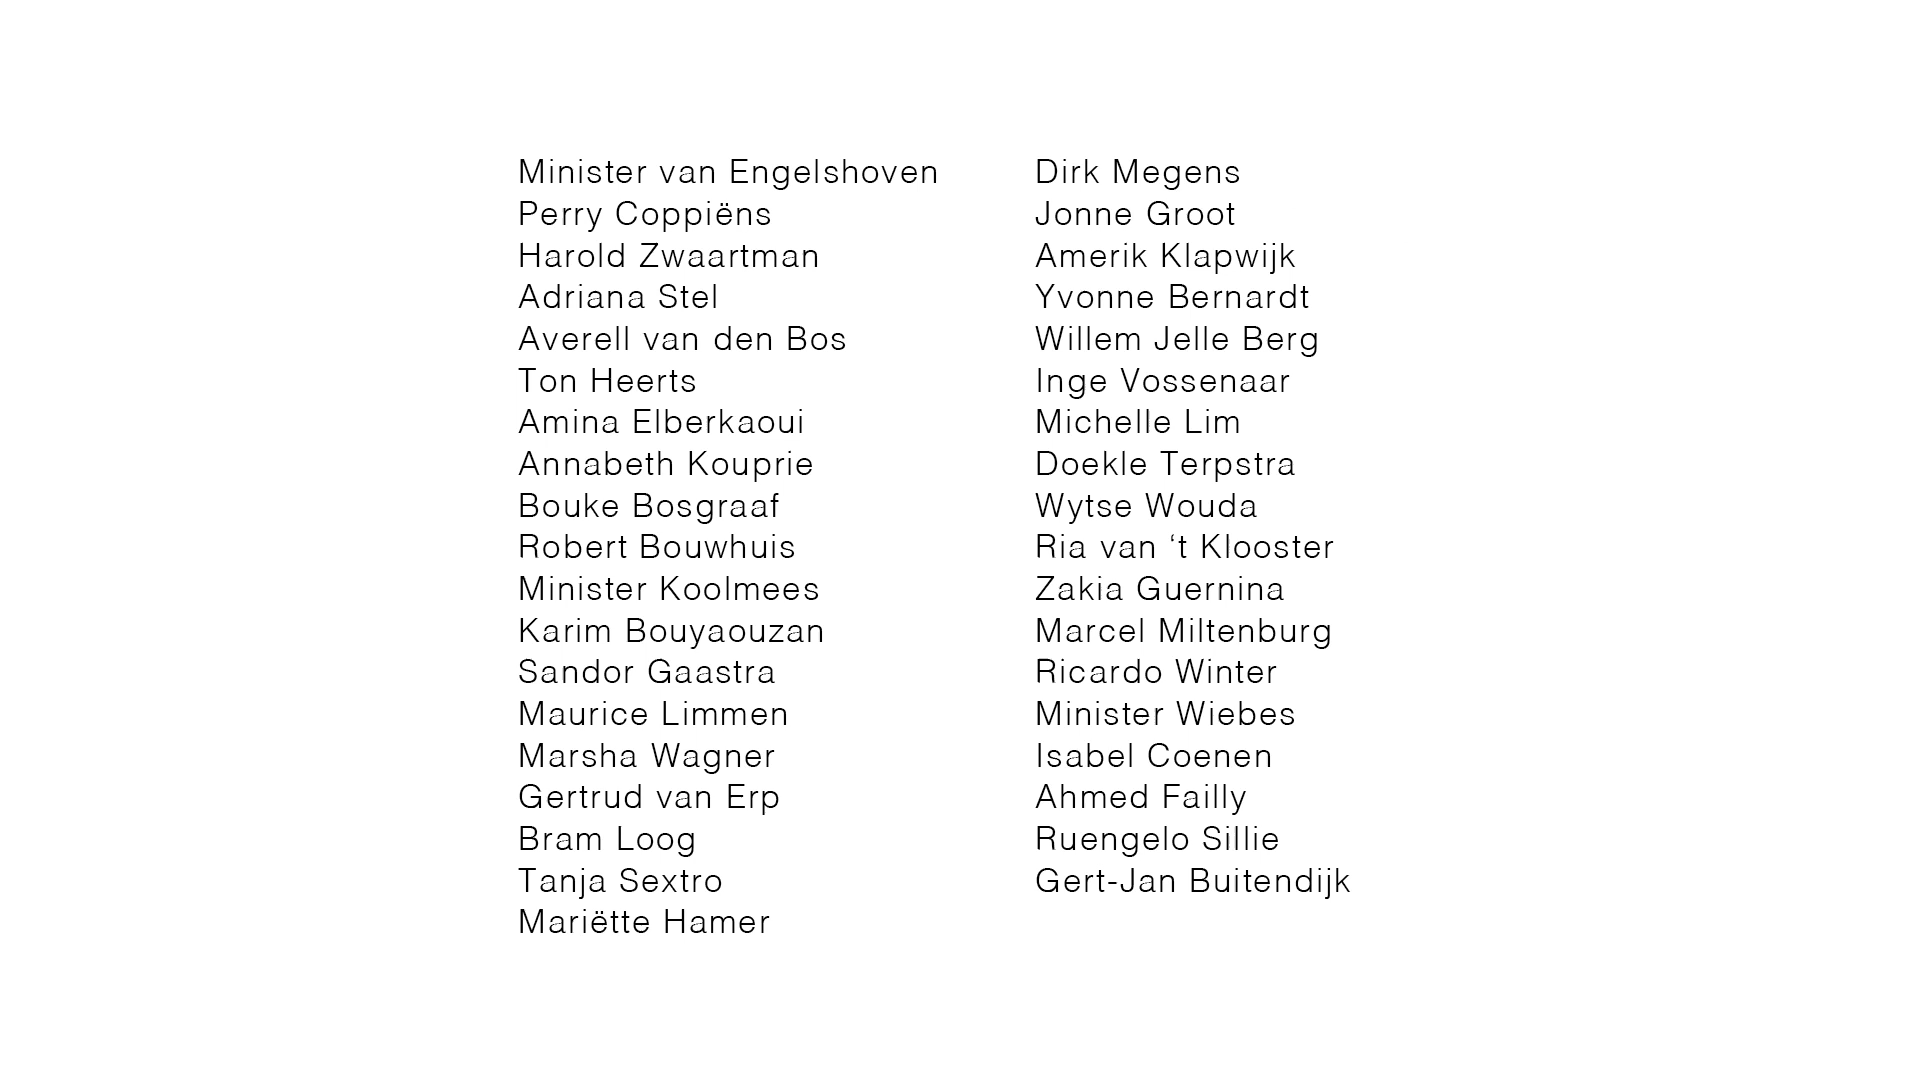 Minister van Engelshoven
Perry Coppiëns
Harold Zwaartman
Adriana Stel
Averell van den Bos
Ton Heerts
Amina Elberkaoui
Annabeth Kouprie
Bouke Bosgraaf
Robert Bouwhuis
Minister Koolmees
Karim Bouyaouzan
Sandor Gaastra
Maurice Limmen
Marsha Wagner
Gertrud van Erp
Bram Loog
Tanja Sextro
Mariëtte Hamer
Dirk Megens
Jonne Groot
Amerik Klapwijk
Yvonne Bernardt
Willem Jelle Berg
Inge Vossenaar
Michelle Lim
Doekle Terpstra
Wytse Wouda
Ria van ‘t Klooster
Zakia Guernina
Marcel Miltenburg
Ricardo Winter
Minister Wiebes
Isabel Coenen
Ahmed Failly
Ruengelo Sillie
Gert-Jan Buitendijk